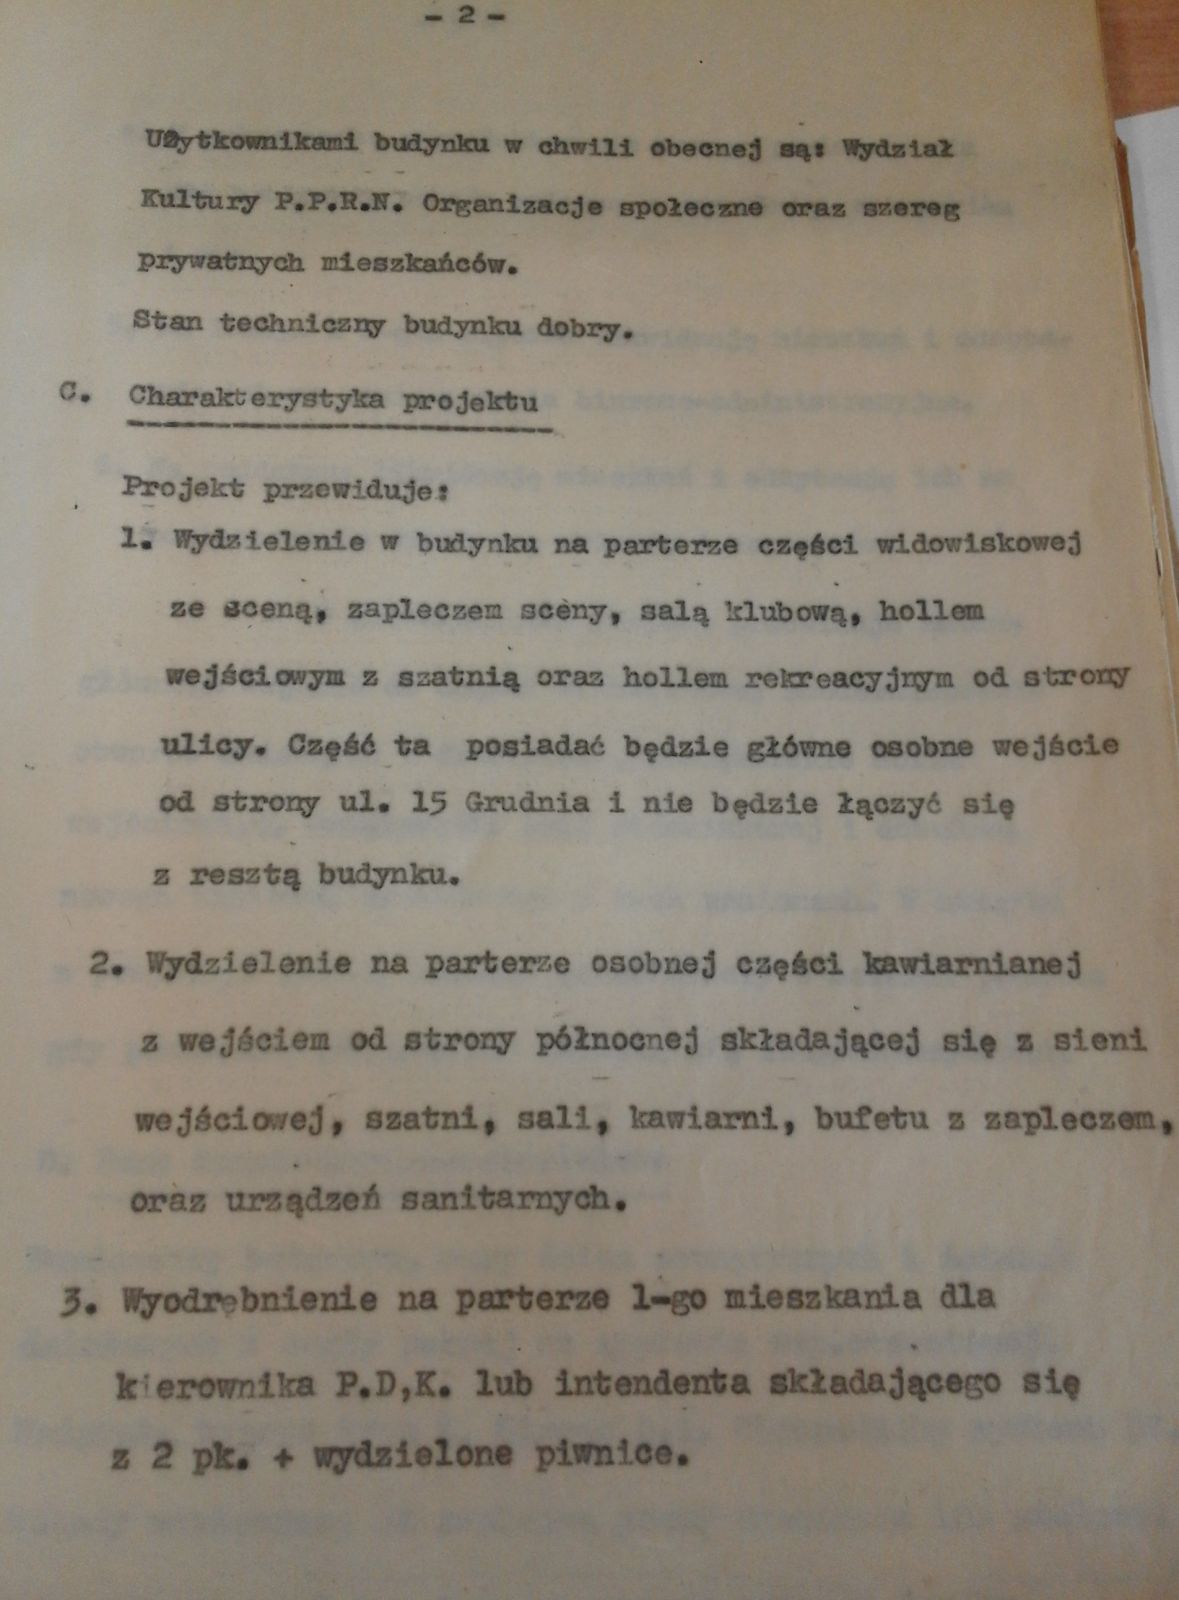 - 2 -
Użytkownikami budynku w chwili obecnej są: Wydział
Kultury P.P.R.N. Organizacje społeczne oraz szereg
prywatnych mieszkańców.
Stan techniczny budynku dobry.
C. Charakterystyka projektu
Projekt przewiduje:
1. Wydzielenie w budynku na parterze części widowiskowej
ze sceną, zapleczem sceny, salą klubową, hollem
wejściowym z szatnią oraz hollem rekreacyjnym od strony
ulicy. Część ta posiadać będzie główne osobne wejście
od strony ul. 15 Grudnia i nie będzie łączyć się
z resztą budynku.
2. Wydzielenie na parterze osobnej części kawiarnianej
z wejściem od strony północnej składającej się z sieni
wejściowej, szatni, sali, kawiarni, bufetu z zapleczem,
oraz urządzeń sanitarnych.
3. Wyodrębnienie na parterze 1-go mieszkania dla
kierownika P.D,K. lub intendenta składającego się
z 2 pk. + wydzielone piwnice.